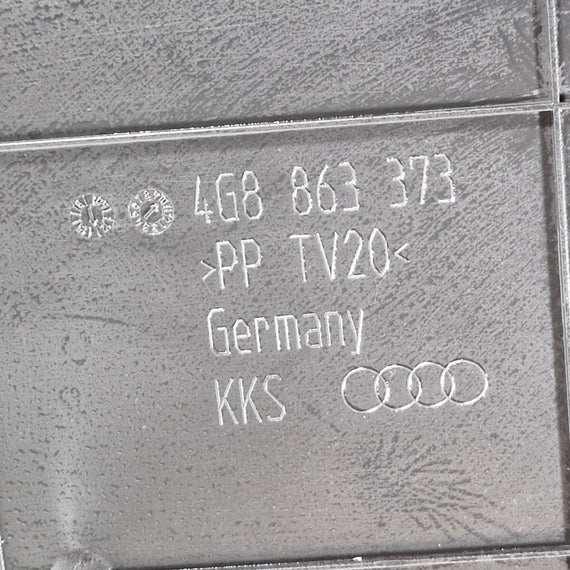 4G8 863 373
>PP TV20<
Germany
KKS